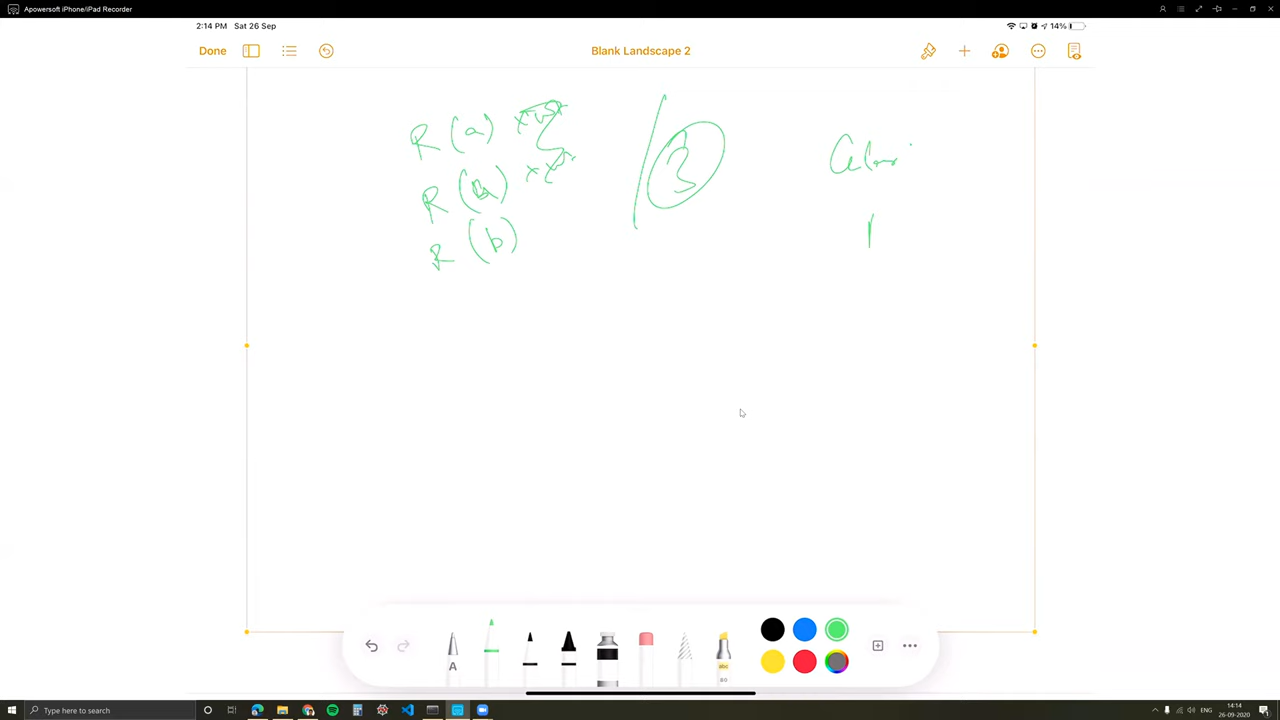 Apowersoft iPhone/iPad Recorder
2:14 PM Sat 26 Sep
14%
Done
Blank Landscape 2
R (a)
3
R
R (b)
A
80
Type here to search
ENG
14:14
26-09-2020